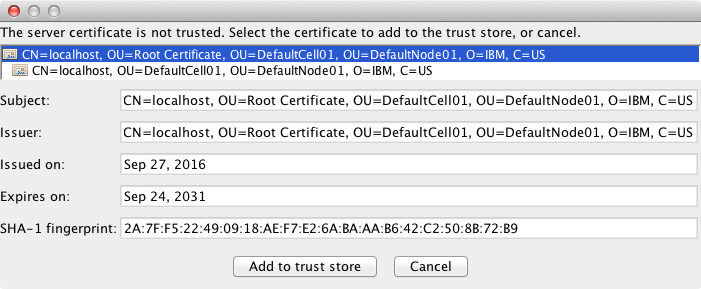 The server certificate is not trusted. Select the certificate to add to the trust store, or cancel.
CN=localhost, OU=Root Certificate, OU=DefaultCell01, OU=DefaultNode01, O=IBM, C=US
CN=localhost, OU=DefaultCell01, OU=DefaultNode01, O=IBM, C=US
Subject: CN=localhost, OU=Root Certificate, OU=DefaultCell01, OU=DefaultNode01, O=IBM, C=US
Issuer: CN=localhost, OU=Root Certificate, OU=DefaultCell01, OU=DefaultNode01, O=IBM, C=US
Issued on: Sep 27, 2016
Expires on: Sep 24, 2031
SHA-1 fingerprint: 2A:7F:F5:22:49:09:18:AE:F7:E2:6A:BA:AA:B6:42:C2:50:8B:72:B9
Add to trust store Cancel